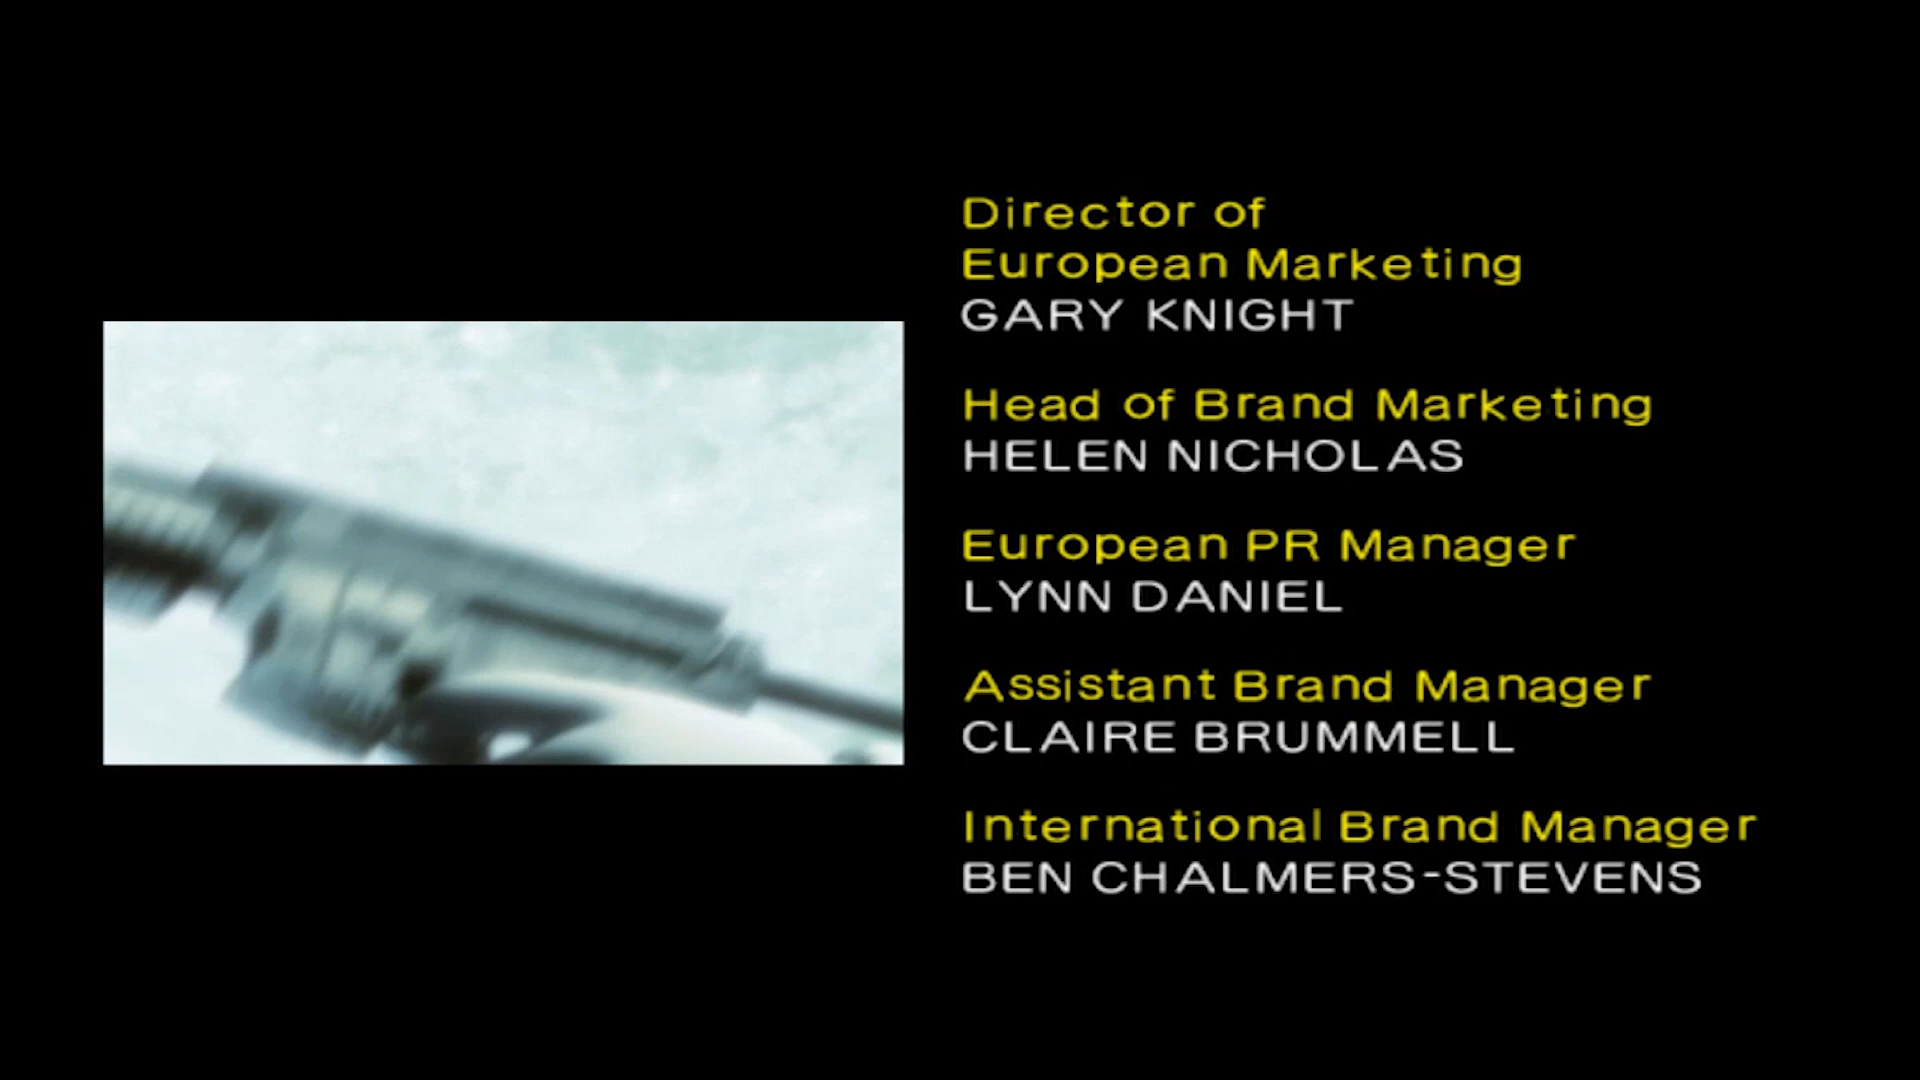 Director of
European Marketing
GARY KNIGHT
Head of Brand Marketing
HELEN NICHOLAS
European PR Manager
LYNN DANIEL
Assistant Brand Manager
CLAIRE BRUMMELL
International Brand Manager
BEN CHALMERS-STEVENS